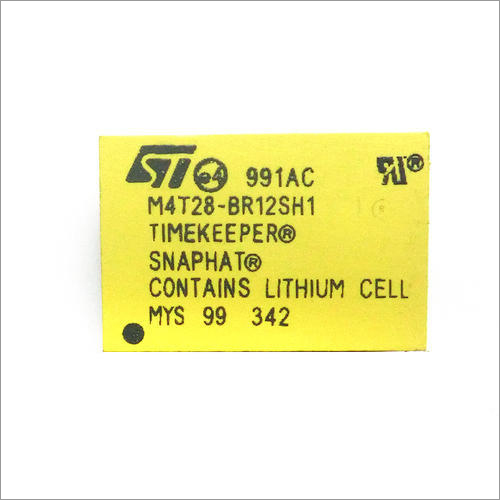 ST e4 991AC
M4T28-BR12SH1
TIMEKEEPER®
SNAPHAT®
CONTAINS LITHIUM CELL
MYS 99 342